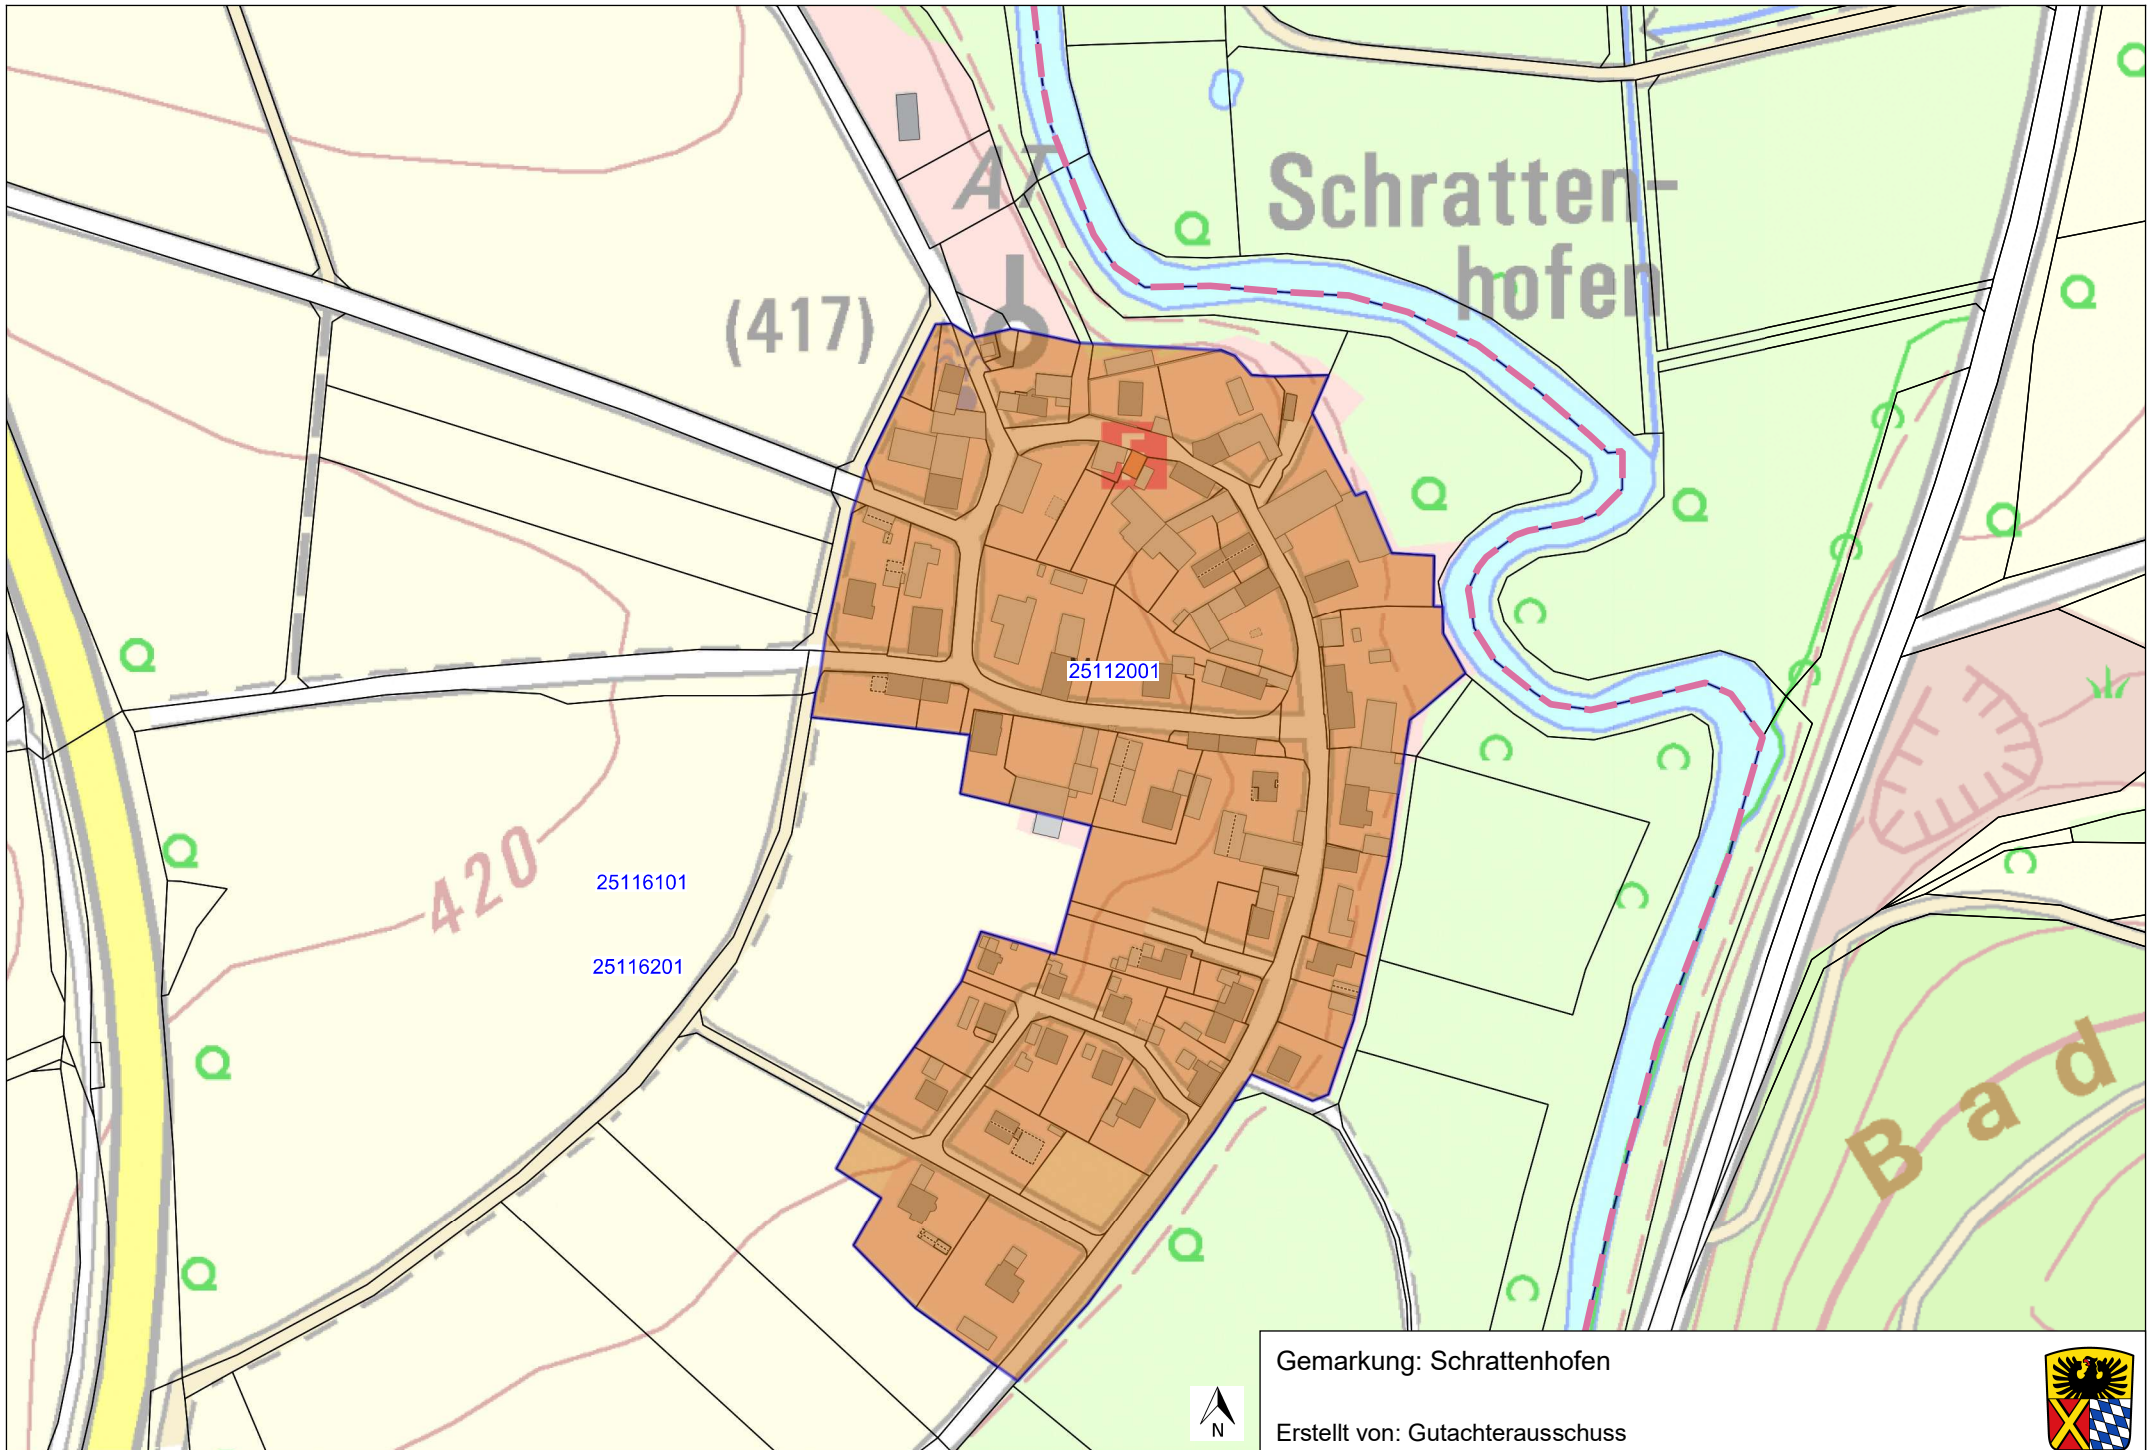 AT
Schratten-
hofen
(417)
25112001
420
25116101
25116201
Bad
N
Gemarkung: Schrattenhofen
Erstellt von: Gutachterausschuss